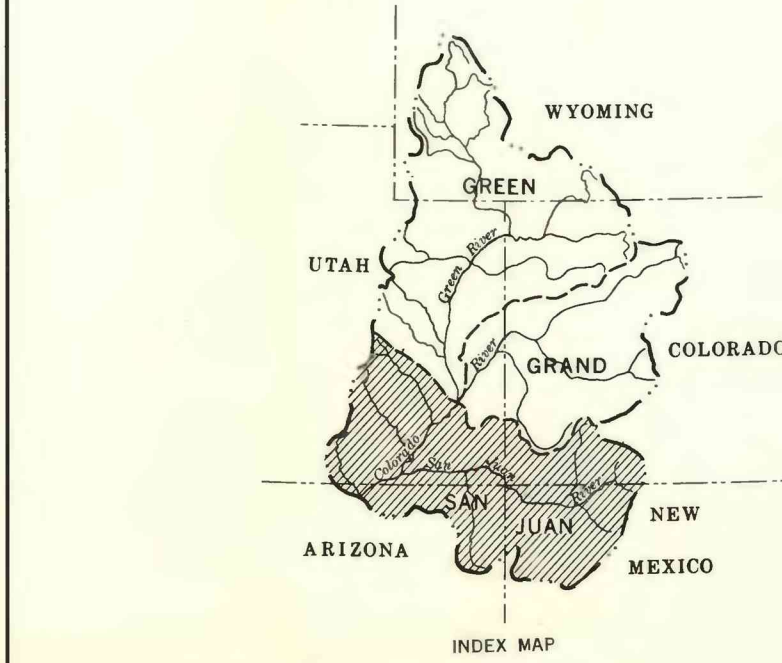 WYOMING
GREEN
UTAH
Green River
River
GRAND
COLORADO
Colorado
San Juan River
SAN
JUAN
NEW
MEXICO
ARIZONA
INDEX MAP